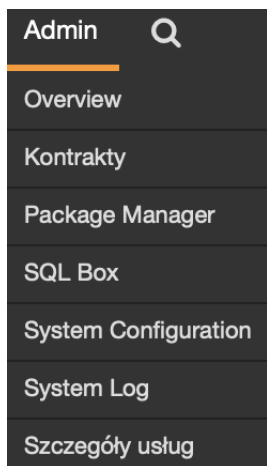 Admin
Overview
Kontrakty
Package Manager
SQL Box
System Configuration
System Log
Szczegóły usług